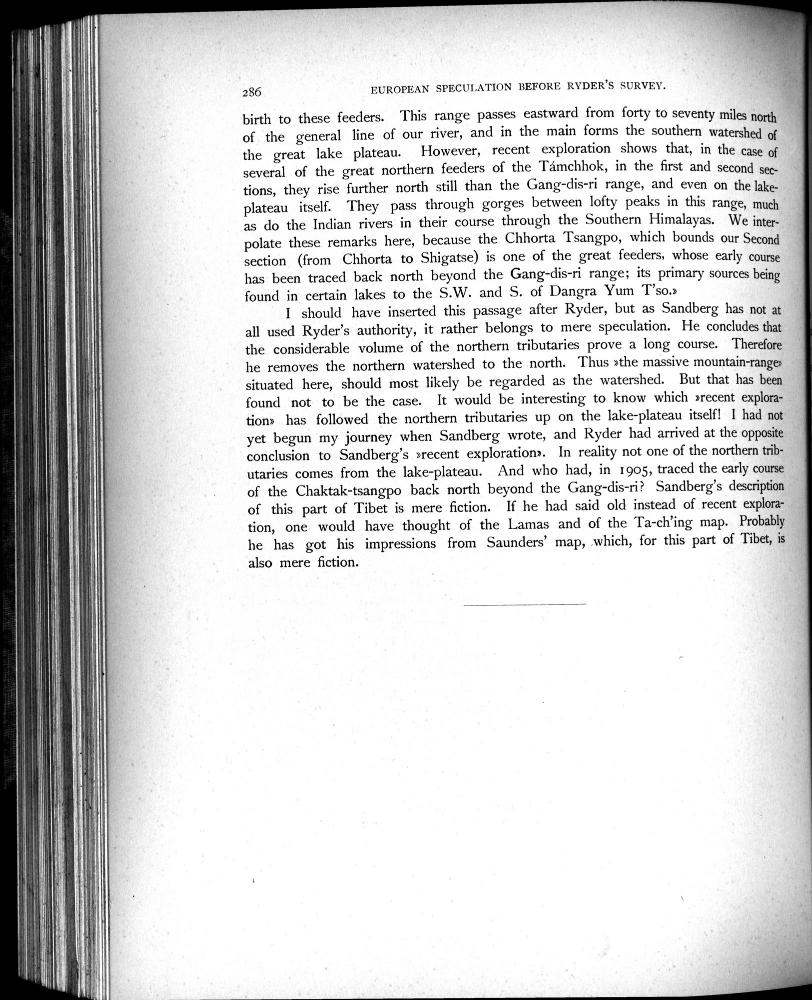 286 EUROPEAN SPECULATION BEFORE RYDER'S SURVEY.
birth to these feeders. This range passes eastward from forty to seventy miles north
of the general line of our river, and in the main forms the southern watershed of
the great lake plateau. However, recent exploration shows that, in the case of
several of the great northern feeders of the Támchhok, in the first and second sec-
tions, they rise further north still than the Gang-dis-ri range, and even on the lake-
plateau itself. They pass through gorges between lofty peaks in this range, much
as do the Indian rivers in their course through the Southern Himalayas. We inter-
polate these remarks here, because the Chhorta Tsangpo, which bounds our Second
section (from Chhorta to Shigatse) is one of the great feeders, whose early course
has been traced back north beyond the Gang-dis-ri range; its primary sources being
found in certain lakes to the S.W. and S. of Dangra Yum T'so.»
I should have inserted this passage after Ryder, but as Sandberg has not at
all used Ryder's authority, it rather belongs to mere speculation. He concludes that
the considerable volume of the northern tributaries prove a long course. Therefore
he removes the northern watershed to the north. Thus »the massive mountain-range»
situated here, should most likely be regarded as the watershed. But that has been
found not to be the case. It would be interesting to know which »recent explora-
tion» has followed the northern tributaries up on the lake-plateau itself! I had not
yet begun my journey when Sandberg wrote, and Ryder had arrived at the opposite
conclusion to Sandberg's »recent exploration». In reality not one of the northern trib-
utaries comes from the lake-plateau. And who had, in 1905, traced the early course
of the Chaktak-tsangpo back north beyond the Gang-dis-ri? Sandberg's description
of this part of Tibet is mere fiction. If he had said old instead of recent explora-
tion, one would have thought of the Lamas and of the Ta-ch'ing map. Probably
he has got his impressions from Saunders' map, which, for this part of Tibet, is
also mere fiction.